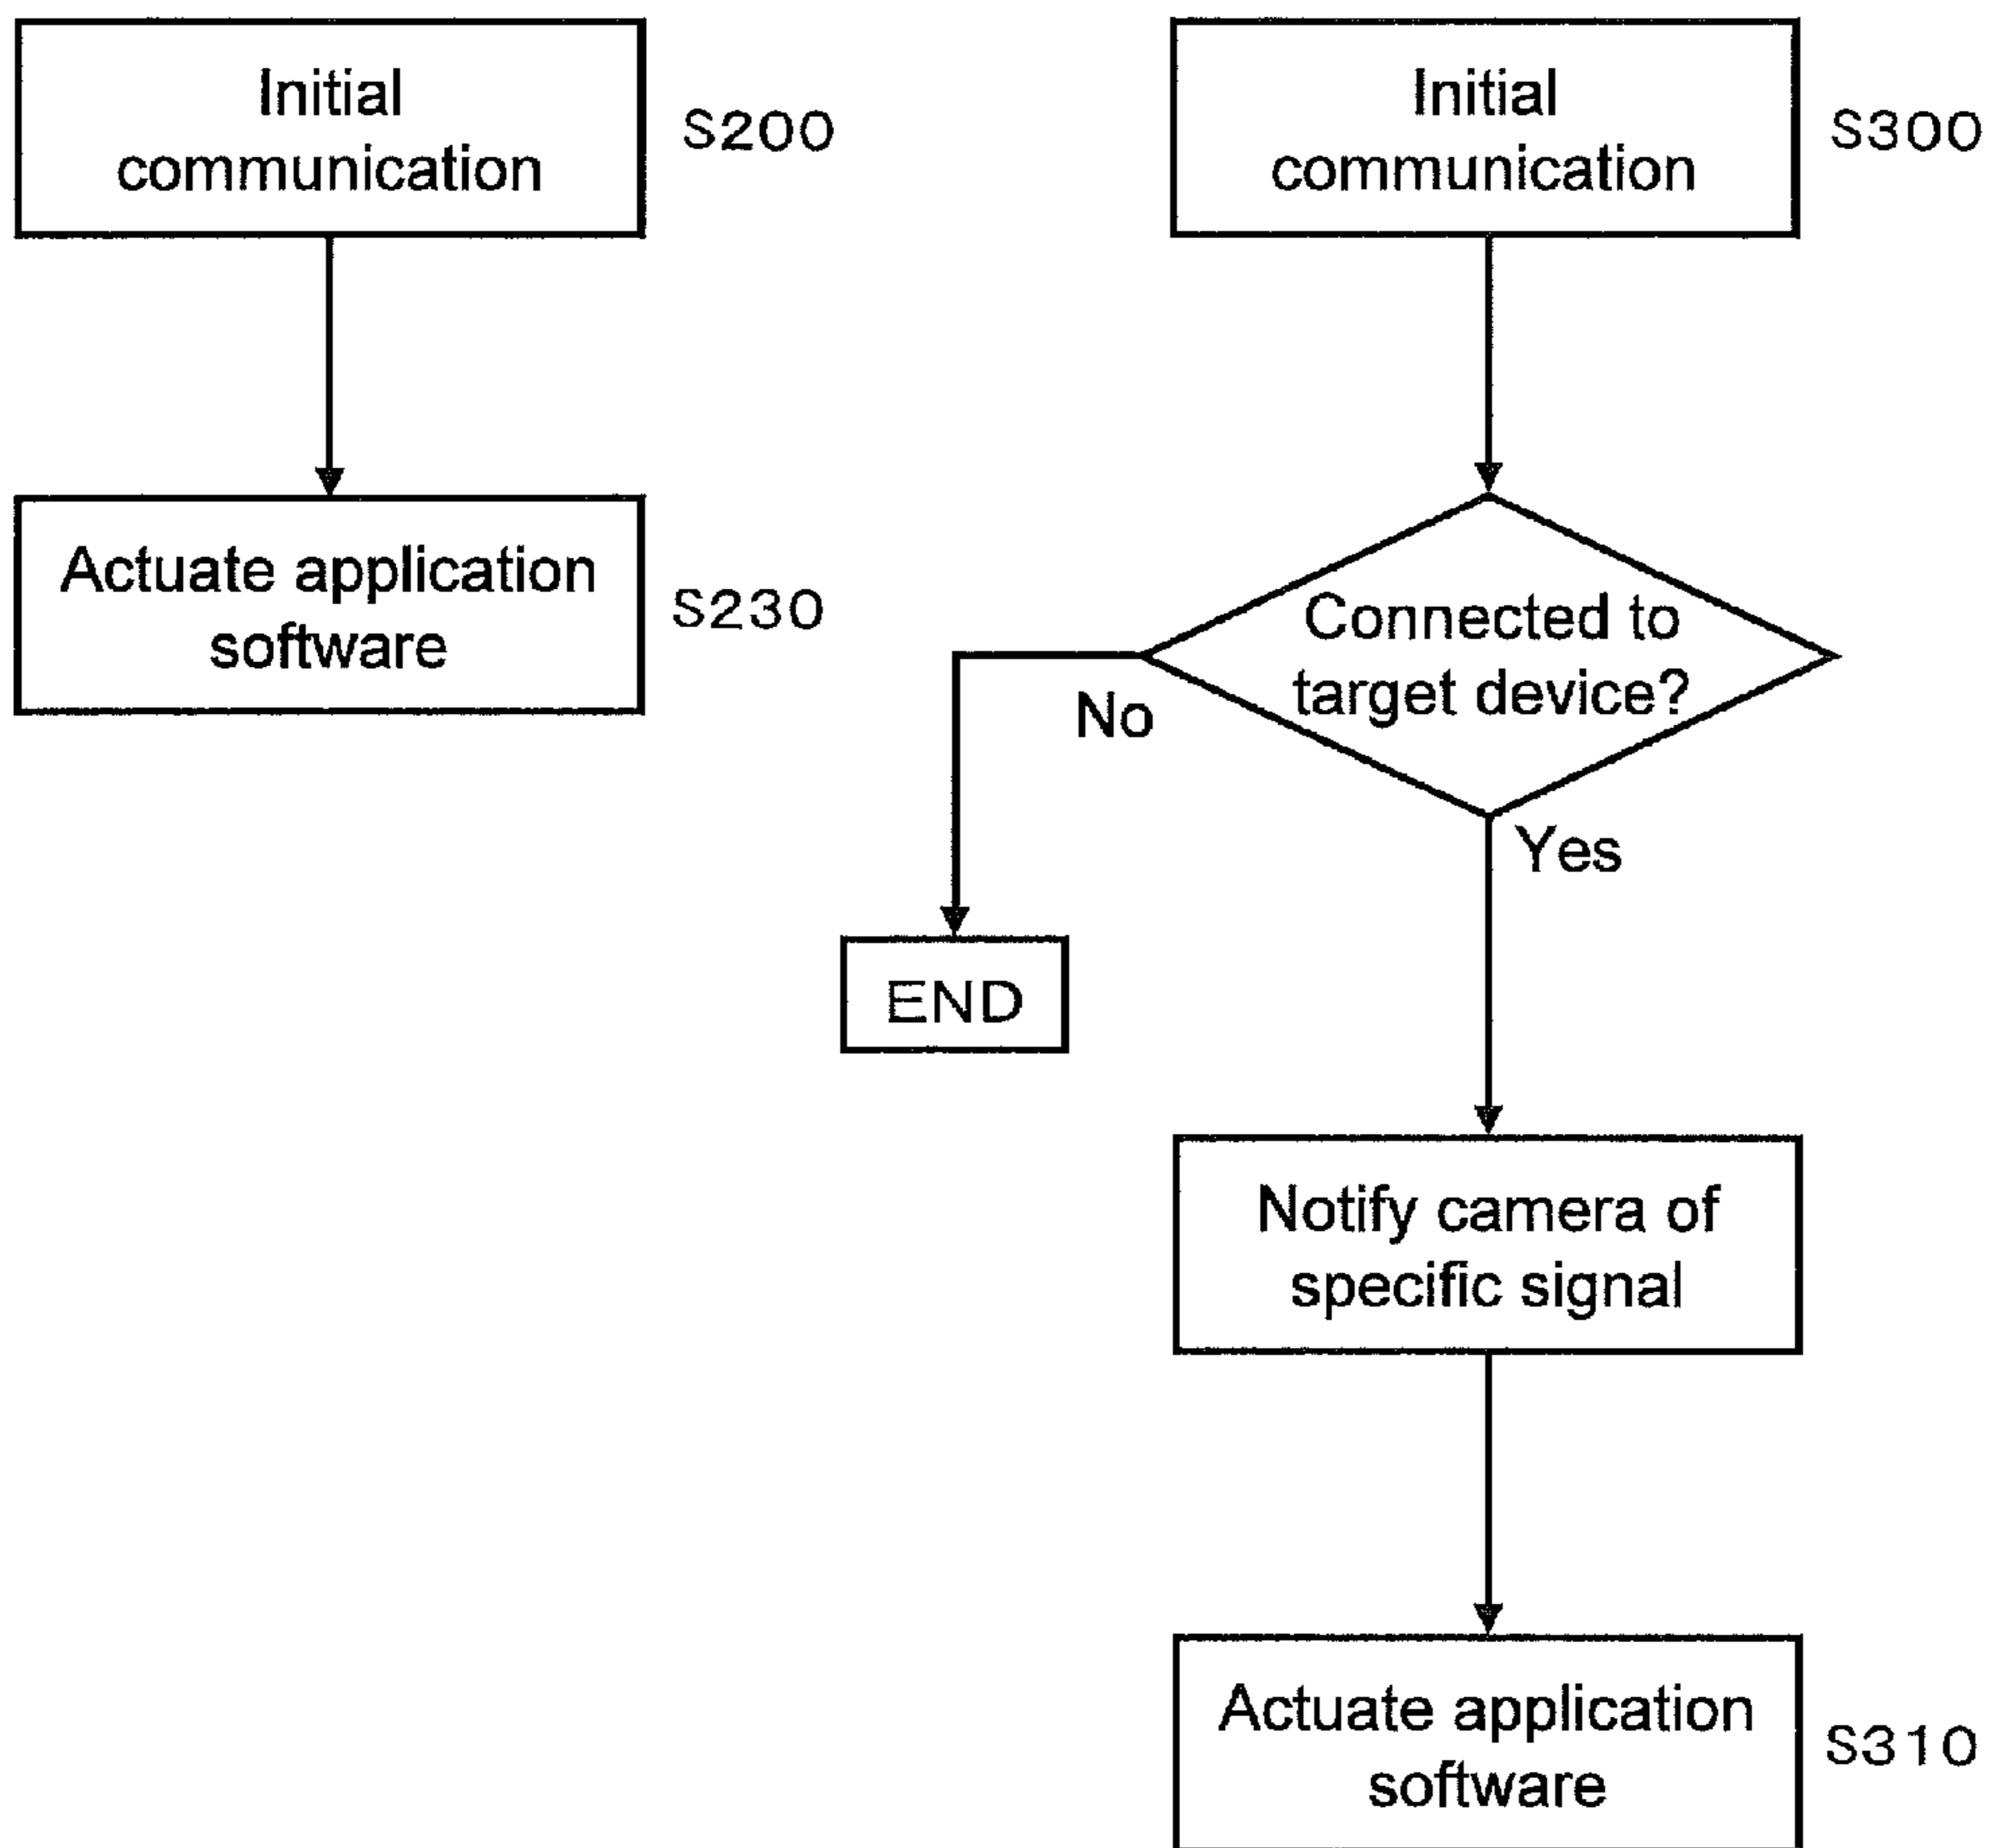 Initial
communication
S200
Actuate application
software
S230
Initial
communication
S300
Connected to
target device?
No
Yes
END
Notify camera of
specific signal
Actuate application
software
S310